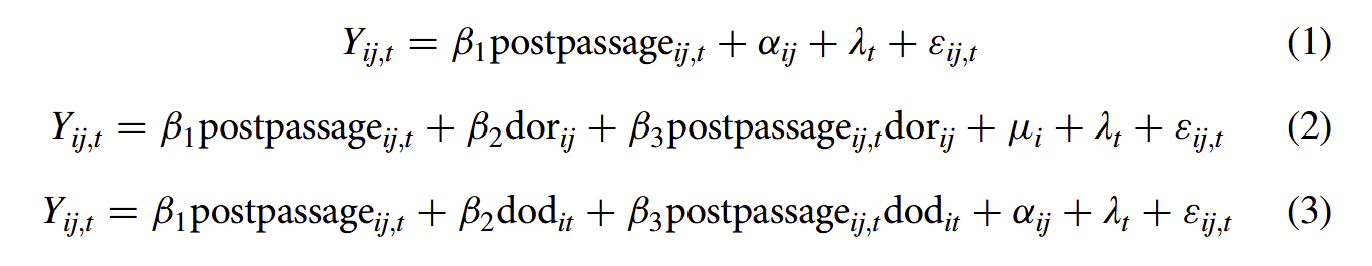 Y_{ij,t} = β_1postpassage_{ij,t} + α_{ij} + λ_t + ε_{ij,t} (1)
Y_{ij,t} = β_1postpassage_{ij,t} + β_2dor_{ij} + β_3postpassage_{ij,t}dor_{ij} + μ_i + λ_t + ε_{ij,t} (2)
Y_{ij,t} = β_1postpassage_{ij,t} + β_2dod_{it} + β_3postpassage_{ij,t}dod_{it} + α_{ij} + λ_t + ε_{ij,t} (3)